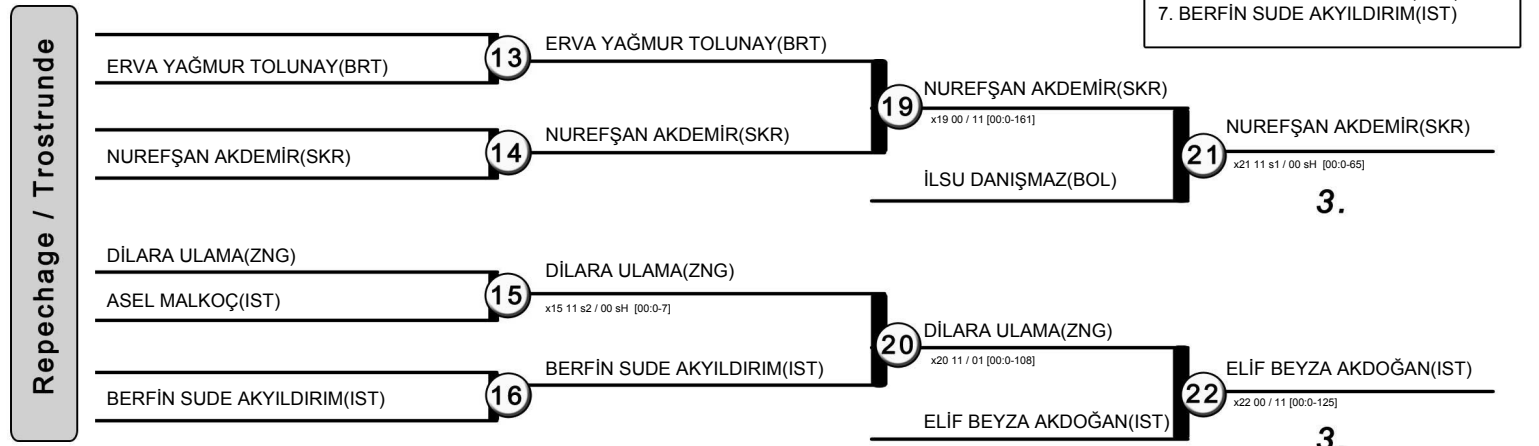 7. BERFİN SUDE AKYILDIRIM(IST)
Repechage / Trostrunde
ERVA YAĞMUR TOLUNAY(BRT)
13
ERVA YAĞMUR TOLUNAY(BRT)
NUREFŞAN AKDEMİR(SKR)
14
NUREFŞAN AKDEMİR(SKR)
19
NUREFŞAN AKDEMİR(SKR)
x19 00 / 11 [00:0-161]
İLSU DANIŞMAZ(BOL)
21
NUREFŞAN AKDEMİR(SKR)
x21 11 s1 / 00 sH [00:0-65]
3.
DİLARA ULAMA(ZNG)
ASEL MALKOÇ(IST)
15
DİLARA ULAMA(ZNG)
x15 11 s2 / 00 sH [00:0-7]
BERFİN SUDE AKYILDIRIM(IST)
16
BERFİN SUDE AKYILDIRIM(IST)
20
DİLARA ULAMA(ZNG)
x20 11 / 01 [00:0-108]
ELİF BEYZA AKDOĞAN(IST)
22
ELİF BEYZA AKDOĞAN(IST)
x22 00 / 11 [00:0-125]
3